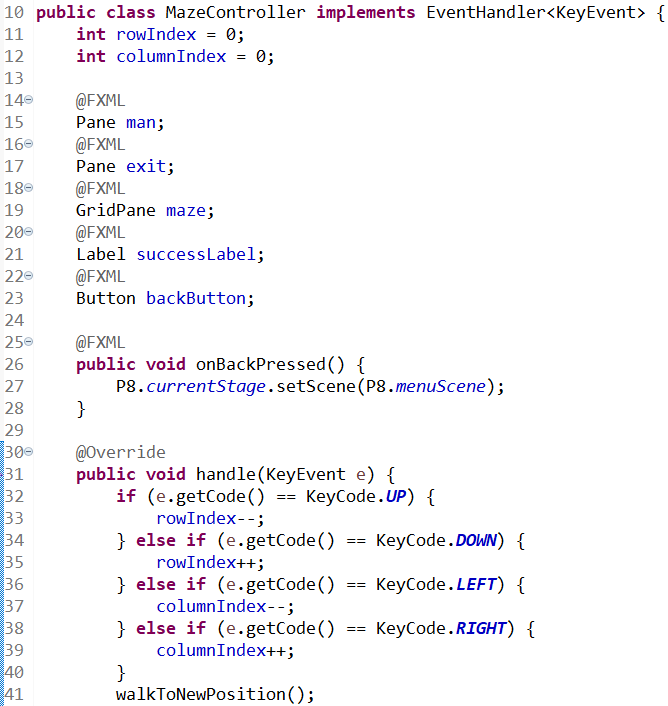 10 public class MazeController implements EventHandler<KeyEvent> {
11     int rowIndex = 0;
12     int columnIndex = 0;
13
14     @FXML
15     Pane man;
16     @FXML
17     Pane exit;
18     @FXML
19     GridPane maze;
20     @FXML
21     Label successLabel;
22     @FXML
23     Button backButton;
24
25     @FXML
26     public void onBackPressed() {
27         P8.currentStage.setScene(P8.menuScene);
28     }
29
30     @Override
31     public void handle(KeyEvent e) {
32         if (e.getCode() == KeyCode.UP) {
33             rowIndex--;
34         } else if (e.getCode() == KeyCode.DOWN) {
35             rowIndex++;
36         } else if (e.getCode() == KeyCode.LEFT) {
37             columnIndex--;
38         } else if (e.getCode() == KeyCode.RIGHT) {
39             columnIndex++;
40         }
41         walkToNewPosition();